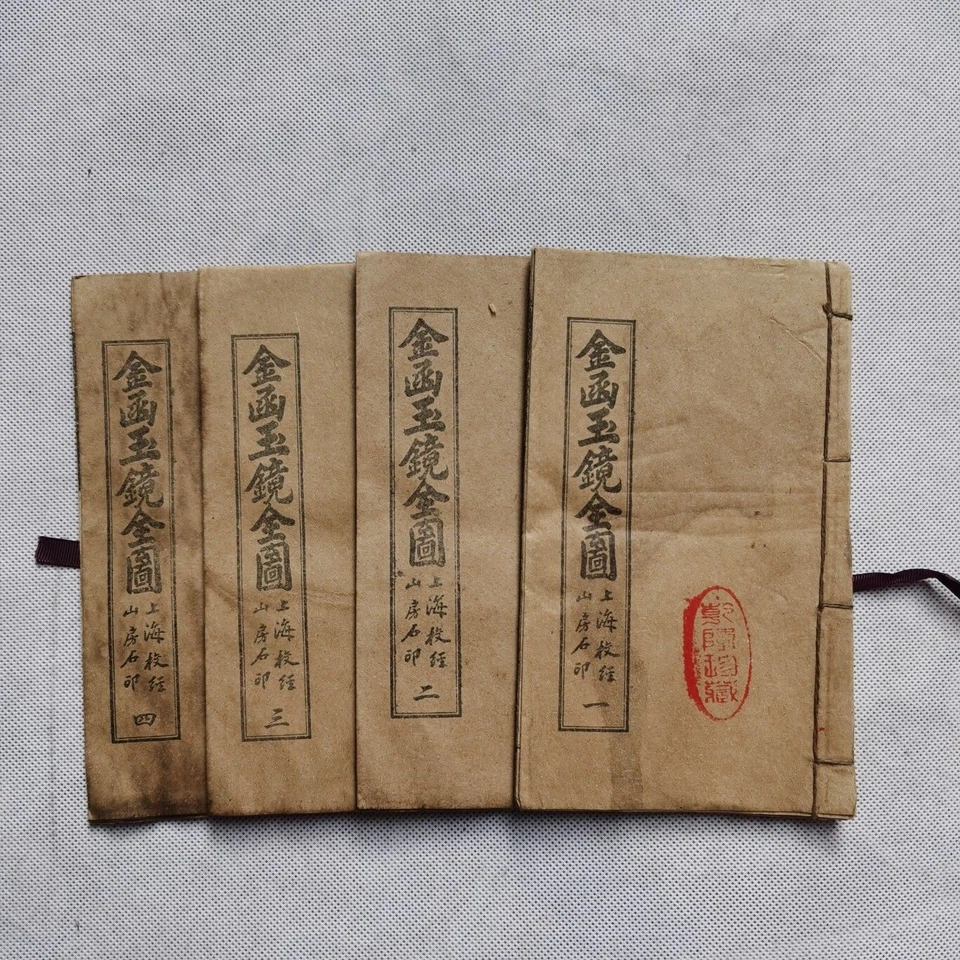 金函玉鏡全圖
上海校經
山房石印
一
珍藏
金函玉鏡全圖
上海校經
山房石印
二
金函玉鏡全圖
上海校經
山房石印
三
金函玉鏡全圖
上海校經
山房石印
四